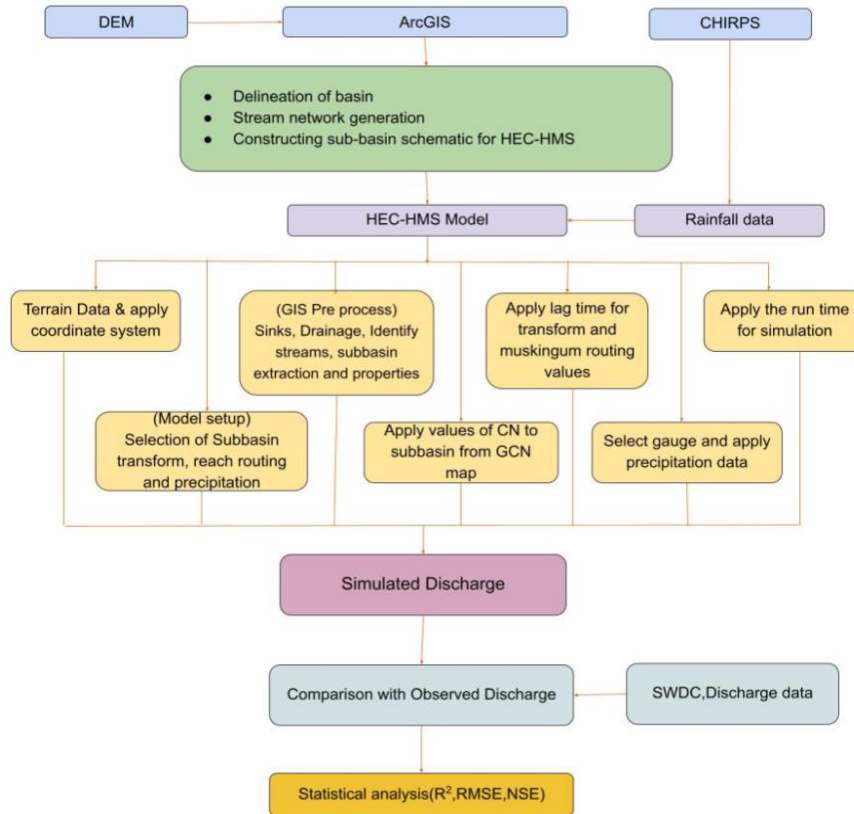 DEM
ArcGIS
CHIRPS
● Delineation of basin
● Stream network generation
● Constructing sub-basin schematic for HEC-HMS
HEC-HMS Model
Rainfall data
Terrain Data & apply
coordinate system
(GIS Pre process)
Sinks, Drainage, Identify
streams, subbasin
extraction and properties
Apply lag time for
transform and
muskingum routing
values
Apply the run time
for simulation
(Model setup)
Selection of Subbasin
transform, reach routing
and precipitation
Apply values of CN to
subbasin from GCN
map
Select gauge and apply
precipitation data
Simulated Discharge
Comparison with Observed Discharge
SWDC,Discharge data
Statistical analysis(R²,RMSE,NSE)